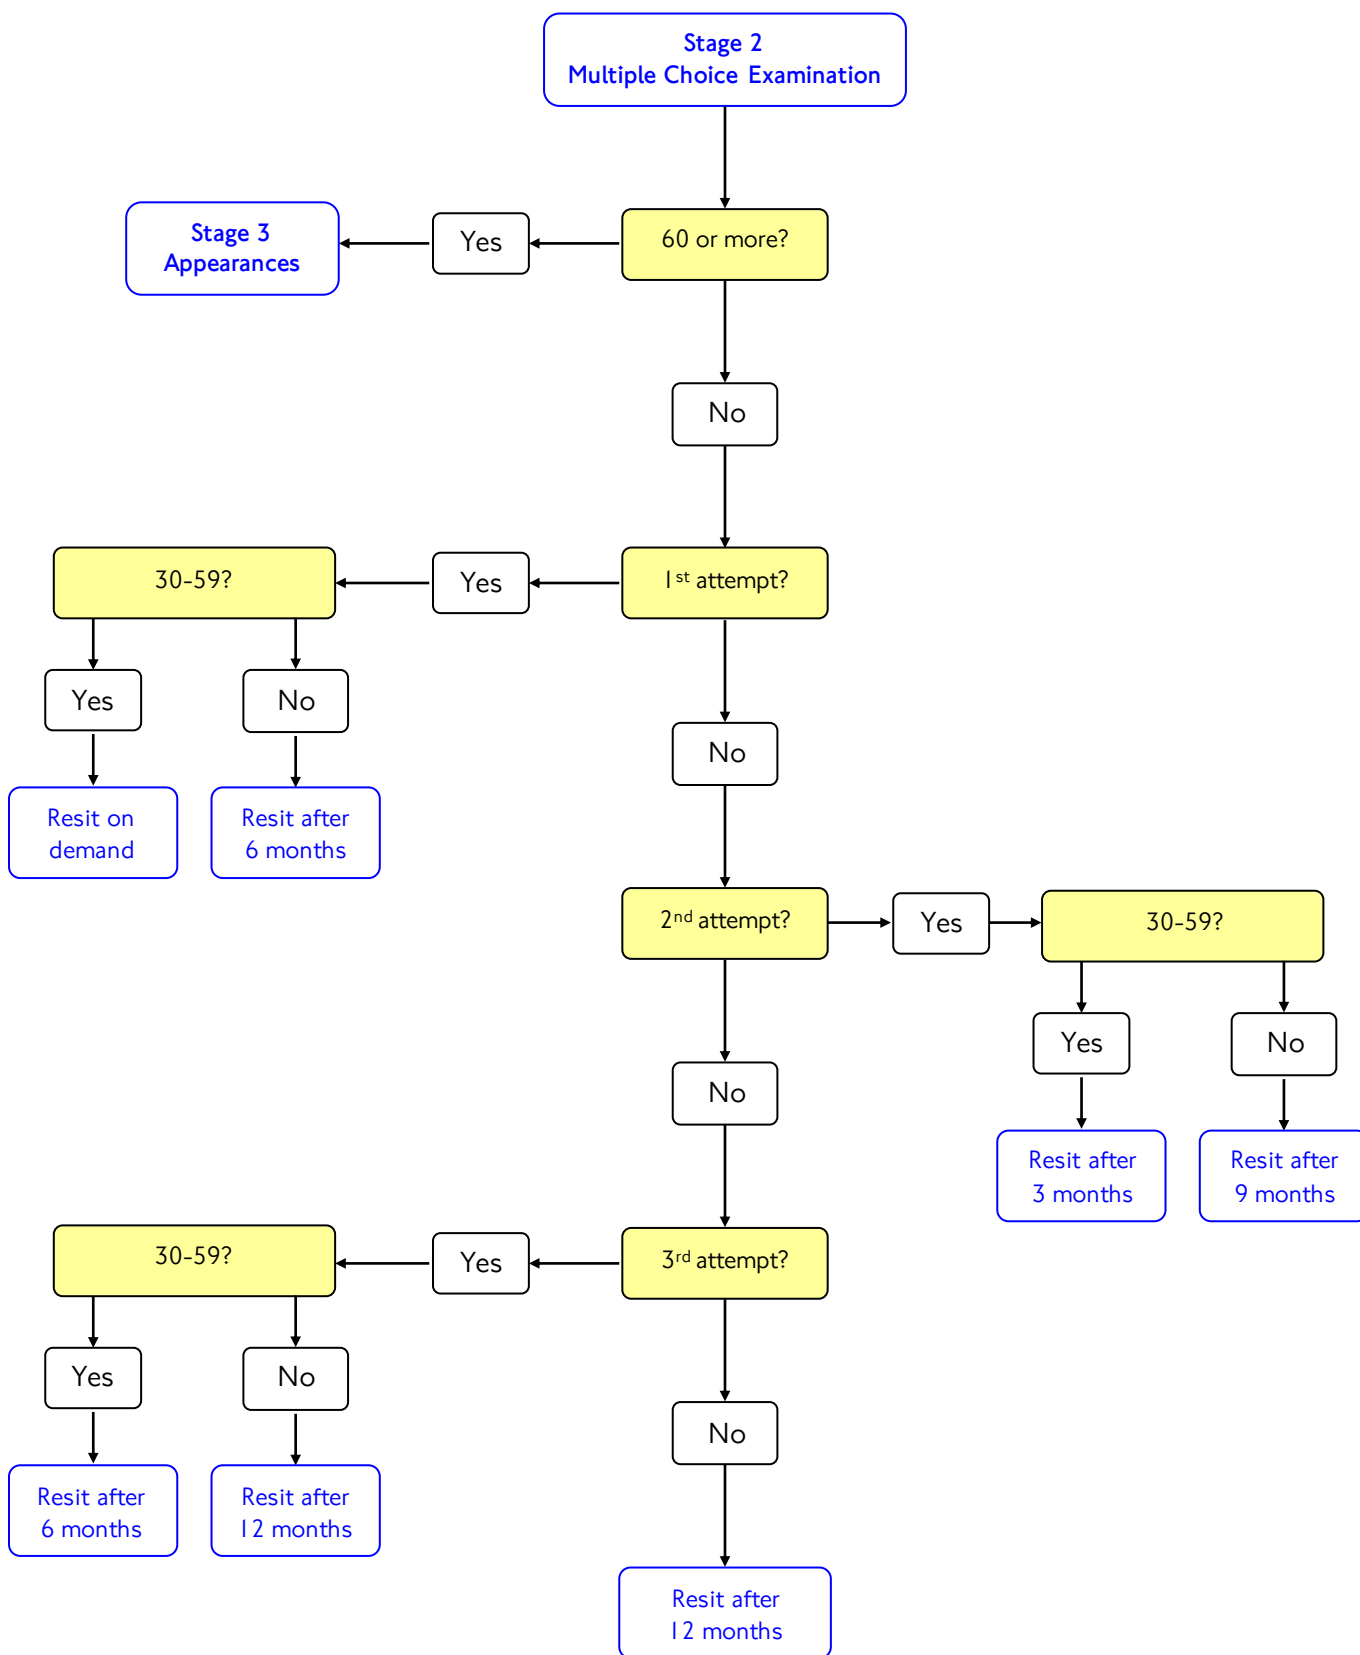 Stage 2
Multiple Choice Examination
Stage 3
Appearances
Yes
60 or more?
No
30-59?
Yes
1st attempt?
Yes
No
No
Resit on
demand
Resit after
6 months
2nd attempt?
Yes
30-59?
Yes
No
No
Resit after
3 months
Resit after
9 months
30-59?
Yes
3rd attempt?
Yes
No
No
Resit after
6 months
Resit after
12 months
Resit after
12 months